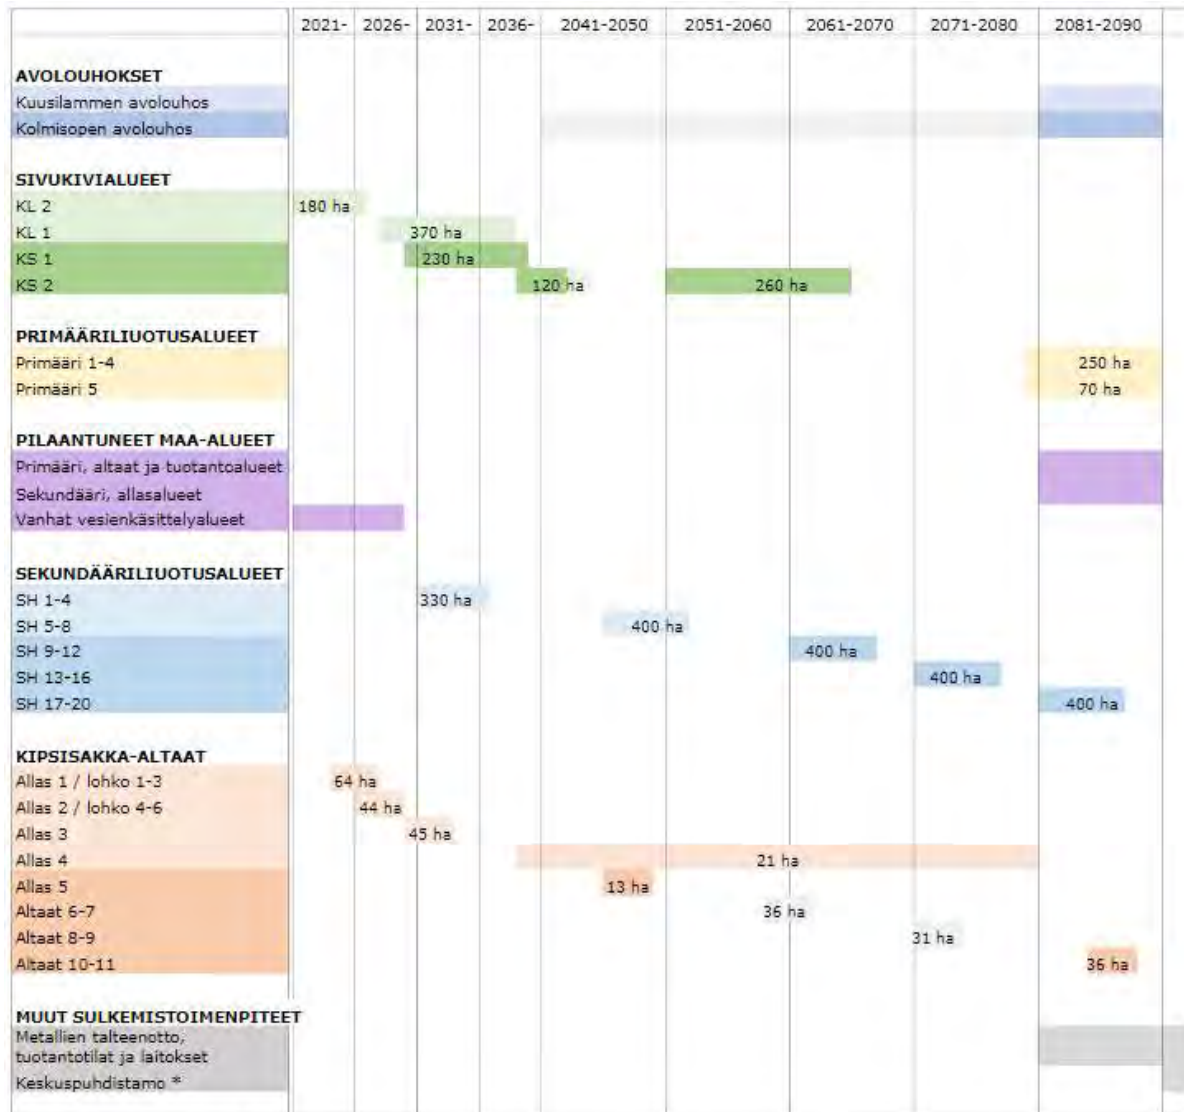 2021- 2026- 2031- 2036- 2041-2050 2051-2060 2061-2070 2071-2080 2081-2090
AVOLOUHOKSET
Kuusilammen avolouhos
Kolmisopen avolouhos
SIVUKIVIALUEET
KL 2 180 ha
KL 1 370 ha
KS 1 230 ha
KS 2 120 ha 260 ha
PRIMÄÄRILIUOTUSALUEET
Primääri 1-4 250 ha
Primääri 5 70 ha
PILAANTUNEET MAA-ALUEET
Primääri, altaat ja tuotantoalueet
Sekundääri, allasalueet
Vanhat vesienkäsittelyalueet
SEKUNDÄÄRILIUOTUSALUEET
SH 1-4 330 ha
SH 5-8 400 ha
SH 9-12 400 ha
SH 13-16 400 ha
SH 17-20 400 ha
KIPSISAKKA-ALTAAT
Allas 1 / lohko 1-3 64 ha
Allas 2 / lohko 4-6 44 ha
Allas 3 45 ha
Allas 4 21 ha
Allas 5 13 ha
Altaat 6-7 36 ha
Altaat 8-9 31 ha
Altaat 10-11 36 ha
MUUT SULKEMISTOIMENPITEET
Metallien talteenotto,
tuotantotilat ja laitokset
Keskuspuhdistamo *